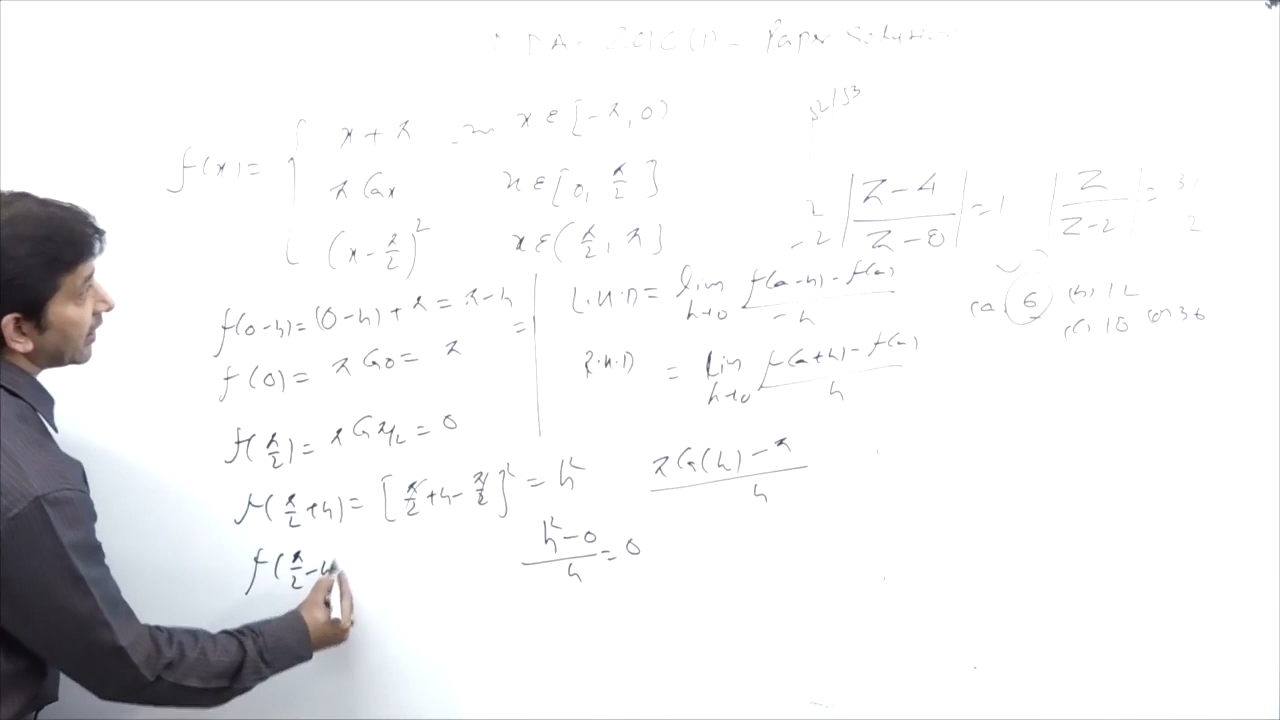 Paper Solution
f(x) = { x + π x ∈ [-π, 0)
π Cos x x ∈ [0, π/2]
(x - π/2)² x ∈ (π/2, π]
|Z-4 / Z-8| = 1 |Z / Z-2| = 3/2
f(0-h) = (0-h) + π = π-h
f(0) = π Cos 0 = π
f(π/2) = π Cos π/2 = 0
f(π/2 + h) = [π/2 + h - π/2]² = h²
f(π/2 - h
L.H.D = lim h→0 f(a-h) - f(a) / -h
R.H.D = lim h→0 f(a+h) - f(a) / h
π Cos(h) - π / h
h² - 0 / h = 0
(a) 6 (b) 12
(c) 18 (d) 36